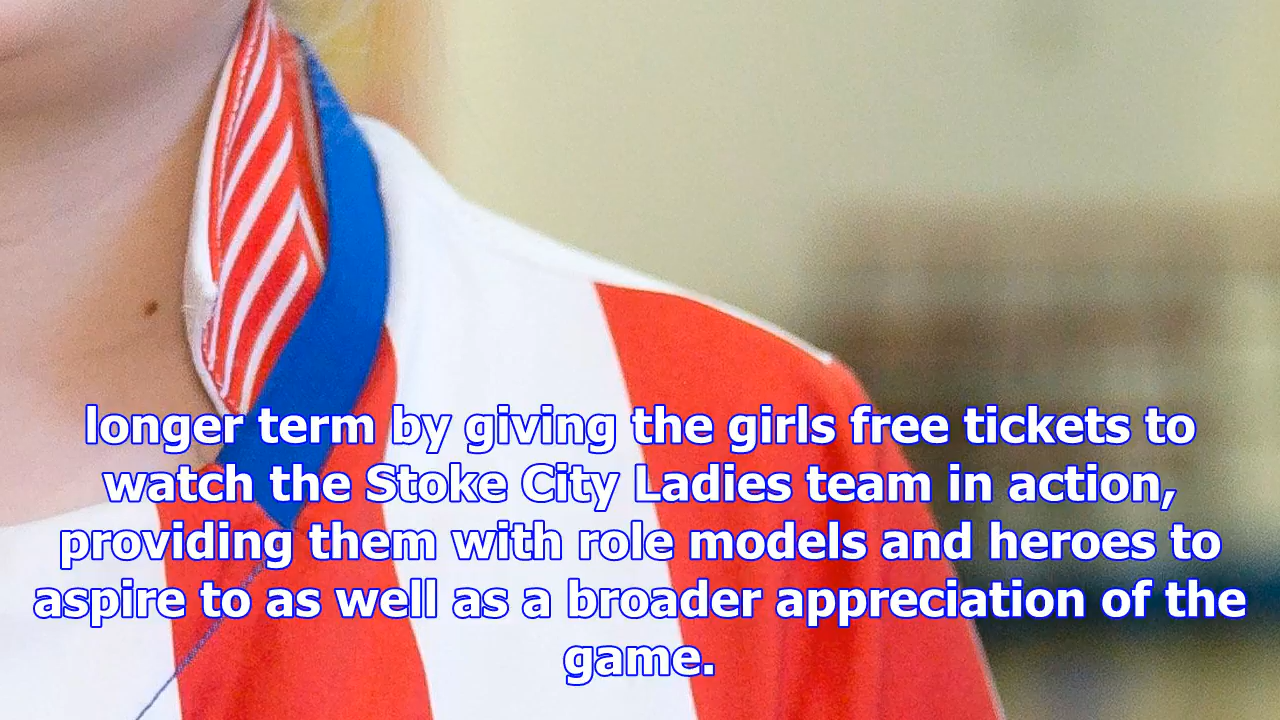 longer term by giving the girls free tickets to
watch the Stoke City Ladies team in action,
providing them with role models and heroes to
aspire to as well as a broader appreciation of the
game.